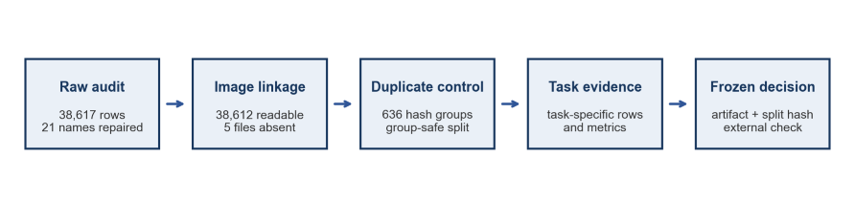 Raw audit
38,617 rows
21 names repaired
Image linkage
38,612 readable
5 files absent
Duplicate control
636 hash groups
group-safe split
Task evidence
task-specific rows
and metrics
Frozen decision
artifact + split hash
external check